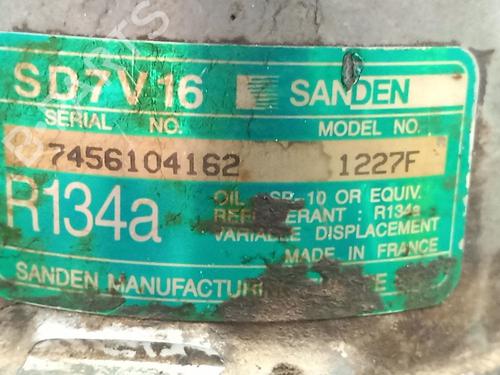 SD7V16 SANDEN
SERIAL NO. MODEL NO.
7456104162 1227F
R134a
OIL SP-10 OR EQUIV.
REFRIGERANT : R134a
VARIABLE DISPLACEMENT
MADE IN FRANCE
SANDEN MANUFACTURING